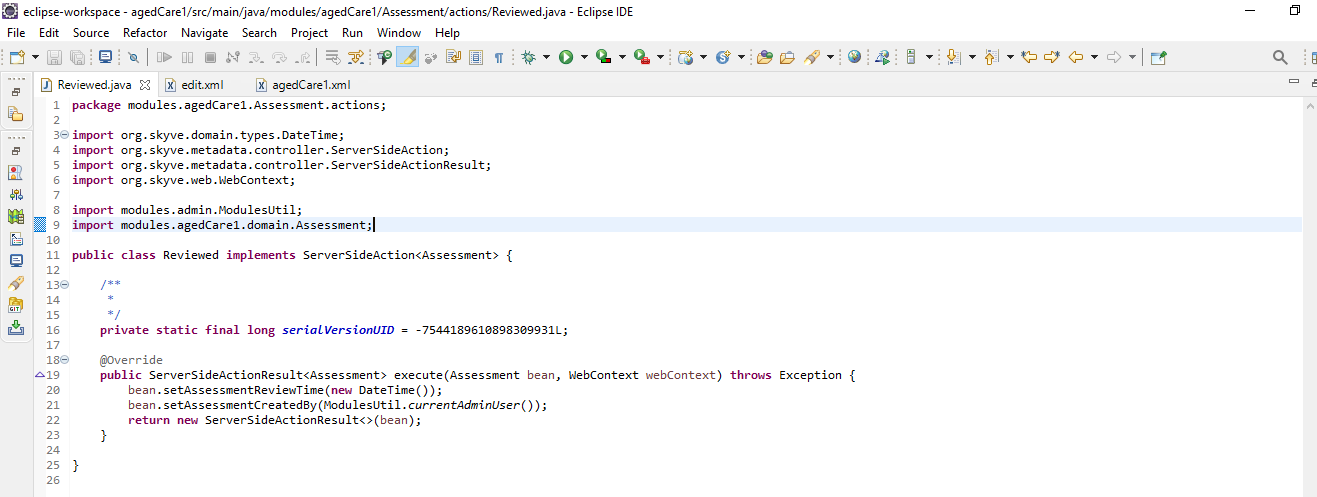 eclipse-workspace - agedCare1/src/main/java/modules/agedCare1/Assessment/actions/Reviewed.java - Eclipse IDE
File Edit Source Refactor Navigate Search Project Run Window Help
Reviewed.java edit.xml agedCare1.xml
1 package modules.agedCare1.Assessment.actions;
2
3 import org.skyve.domain.types.DateTime;
4 import org.skyve.metadata.controller.ServerSideAction;
5 import org.skyve.metadata.controller.ServerSideActionResult;
6 import org.skyve.web.WebContext;
7
8 import modules.admin.ModulesUtil;
9 import modules.agedCare1.domain.Assessment;
10
11 public class Reviewed implements ServerSideAction<Assessment> {
12
13 /**
14 *
15 */
16 private static final long serialVersionUID = -7544189610898309931L;
17
18 @Override
19 public ServerSideActionResult<Assessment> execute(Assessment bean, WebContext webContext) throws Exception {
20 bean.setAssessmentReviewTime(new DateTime());
21 bean.setAssessmentCreatedBy(ModulesUtil.currentAdminUser());
22 return new ServerSideActionResult<>(bean);
23 }
24
25 }
26